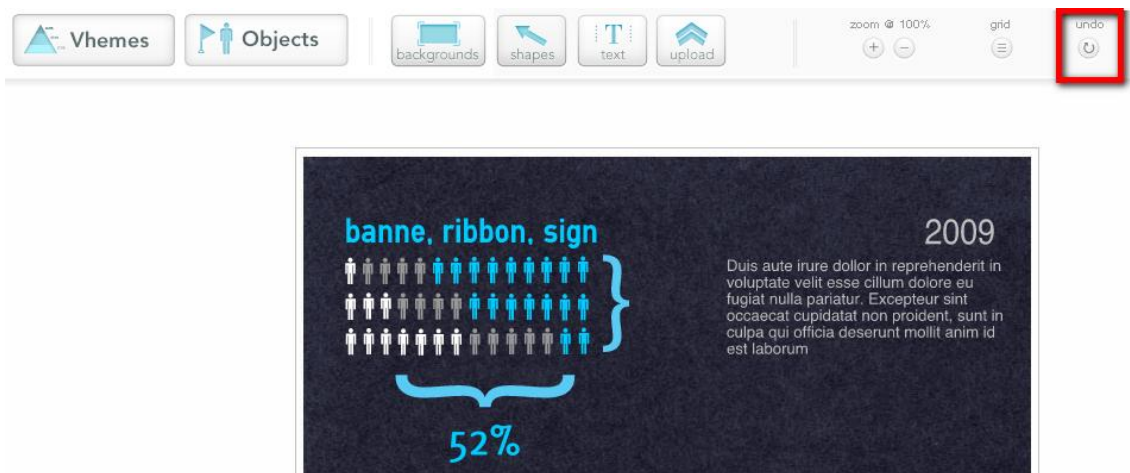 Vhemes
Objects
backgrounds
shapes
T
text
upload
zoom @ 100%
grid
undo
banne, ribbon, sign
2009
Duis aute irure dollor in reprehenderit in
voluptate velit esse cillum dolore eu
fugiat nulla pariatur. Excepteur sint
occaecat cupidatat non proident, sunt in
culpa qui officia deserunt mollit anim id
est laborum
52%